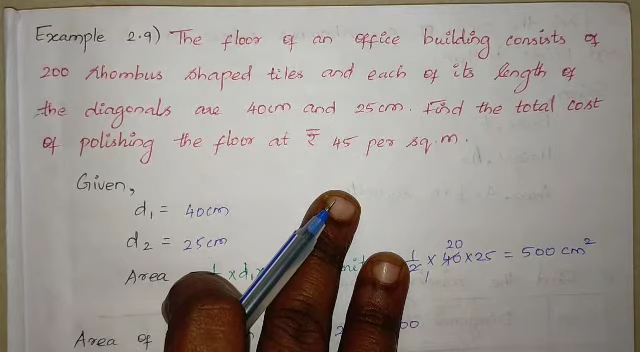 Example 2.9) The floor of an office building consists of
200 rhombus shaped tiles and each of its length of
the diagonals are 40cm and 25cm. Find the total cost
of polishing the floor at ₹ 45 per sq.m.
Given,
d₁ = 40cm
d₂ = 25cm
Area × d₁ × 1/2 × 40 20 × 25 = 500 cm²
Area of